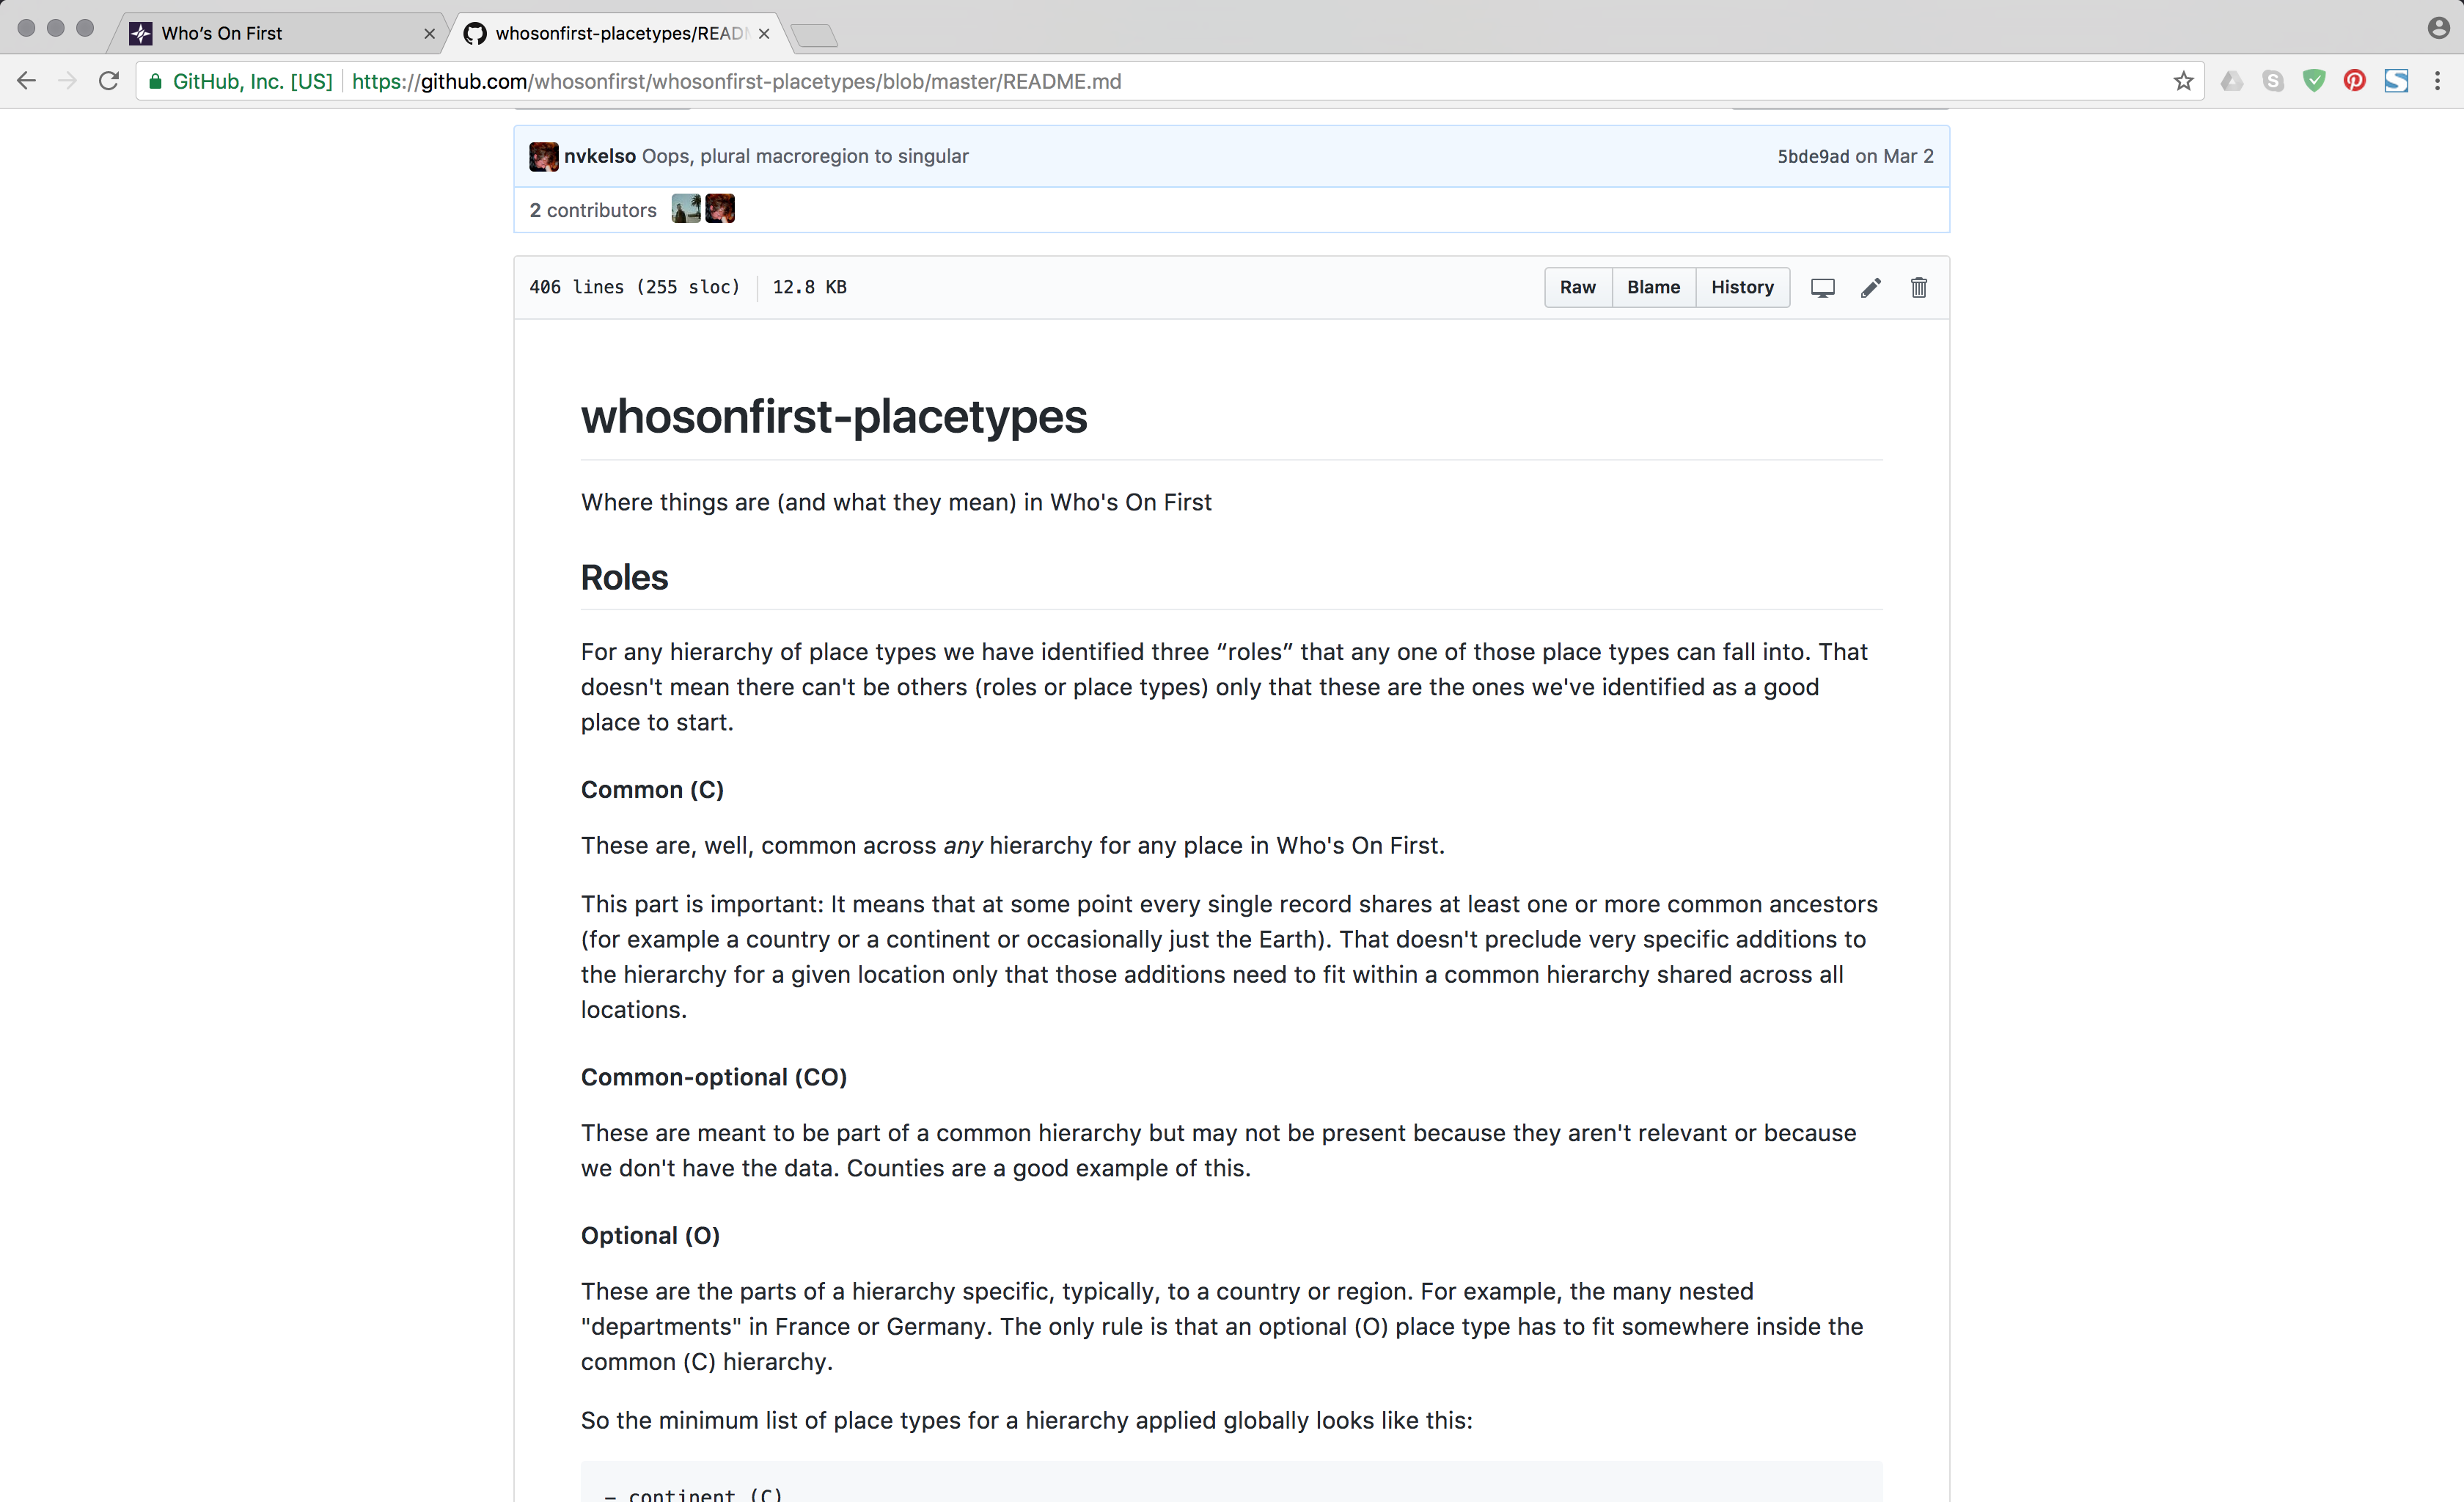 Who's On First
whosonfirst-placetypes/READ
GitHub, Inc. [US] https://github.com/whosonfirst/whosonfirst-placetypes/blob/master/README.md
nvkelso Oops, plural macroregion to singular 5bde9ad on Mar 2
2 contributors
406 lines (255 sloc) 12.8 KB Raw Blame History
whosonfirst-placetypes
Where things are (and what they mean) in Who's On First
Roles
For any hierarchy of place types we have identified three “roles” that any one of those place types can fall into. That
doesn't mean there can't be others (roles or place types) only that these are the ones we've identified as a good
place to start.
Common (C)
These are, well, common across any hierarchy for any place in Who's On First.
This part is important: It means that at some point every single record shares at least one or more common ancestors
(for example a country or a continent or occasionally just the Earth). That doesn't preclude very specific additions to
the hierarchy for a given location only that those additions need to fit within a common hierarchy shared across all
locations.
Common-optional (CO)
These are meant to be part of a common hierarchy but may not be present because they aren't relevant or because
we don't have the data. Counties are a good example of this.
Optional (O)
These are the parts of a hierarchy specific, typically, to a country or region. For example, the many nested
"departments" in France or Germany. The only rule is that an optional (O) place type has to fit somewhere inside the
common (C) hierarchy.
So the minimum list of place types for a hierarchy applied globally looks like this:
– continent (C)